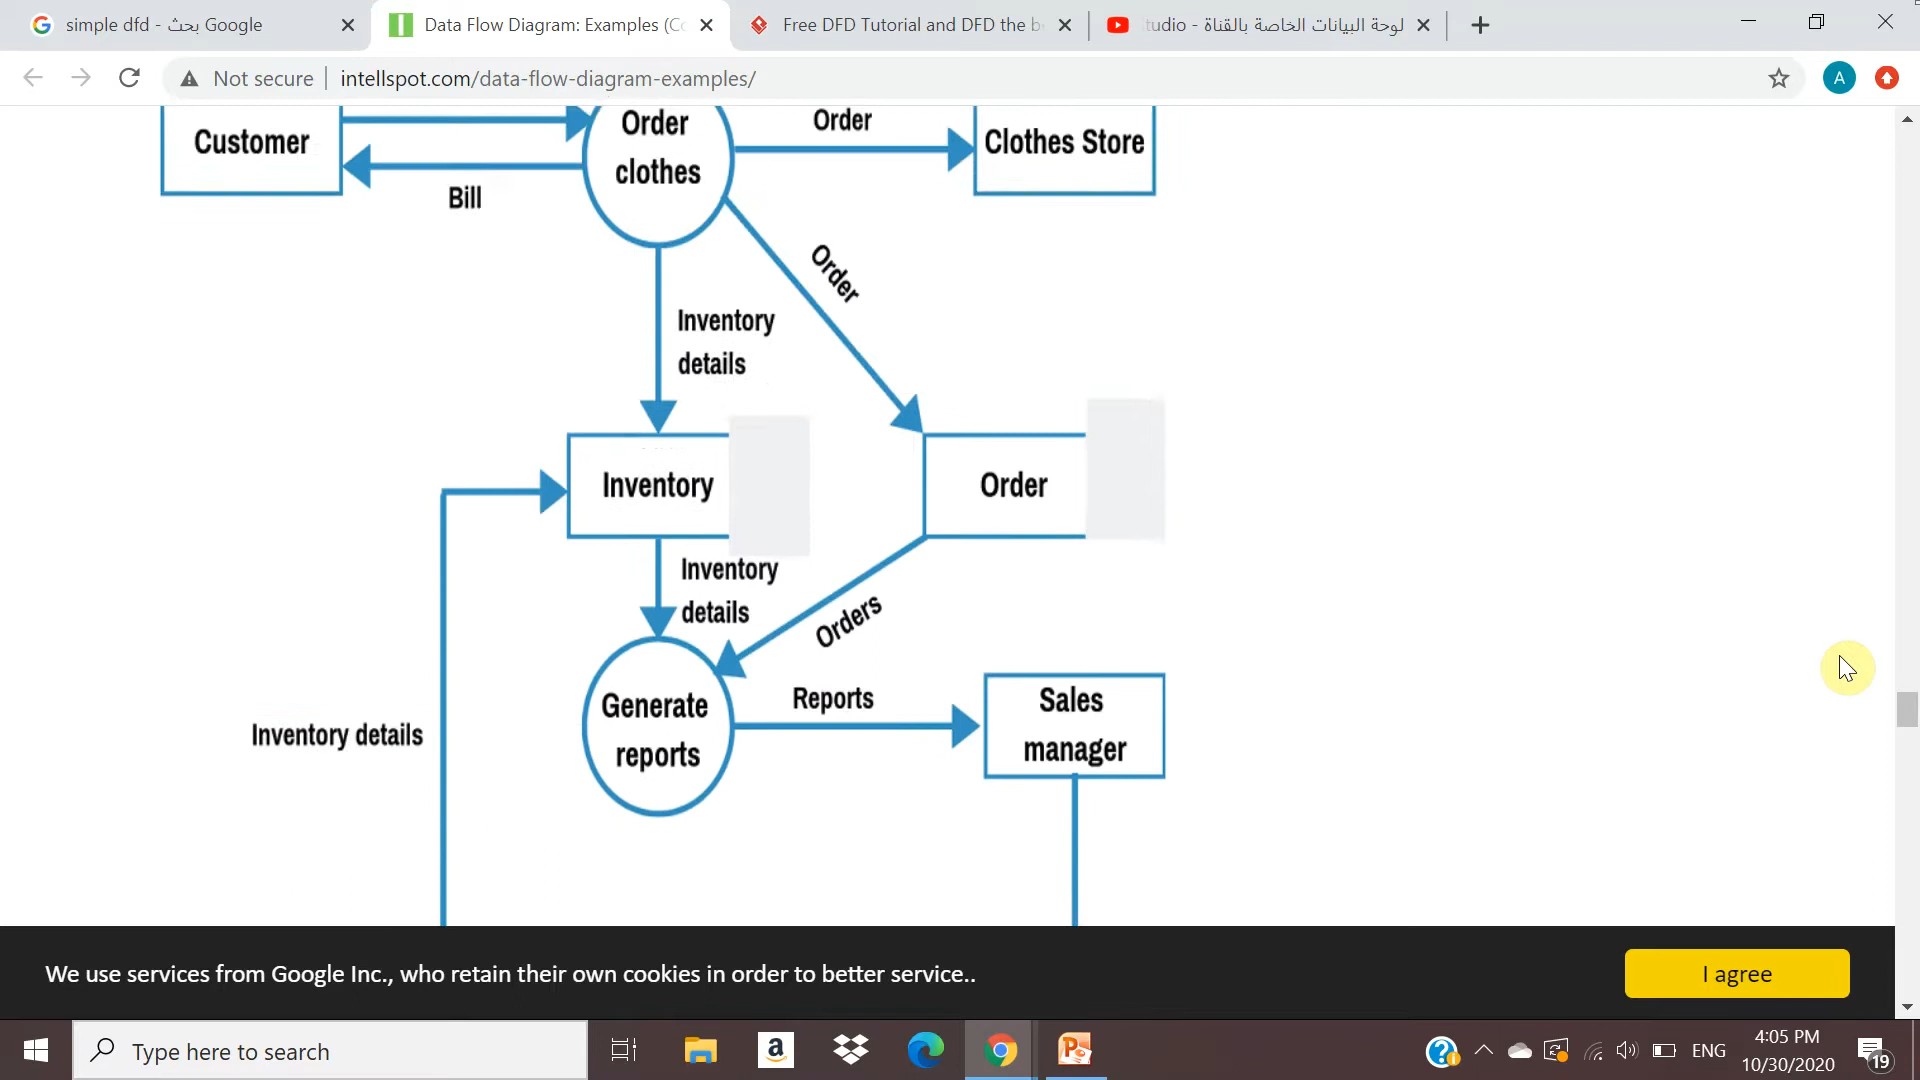 simple dfd - بحث Google
Data Flow Diagram: Examples (Co
Free DFD Tutorial and DFD the b
لوحة البيانات الخاصة بالقناة - tudio
Not secure
intellspot.com/data-flow-diagram-examples/
A
Customer
Order
clothes
Order
Clothes Store
Bill
Order
Inventory
details
Inventory
Order
Inventory
details
Orders
Generate
reports
Reports
Sales
manager
Inventory details
We use services from Google Inc., who retain their own cookies in order to better service..
I agree
Type here to search
ENG
4:05 PM
10/30/2020
19